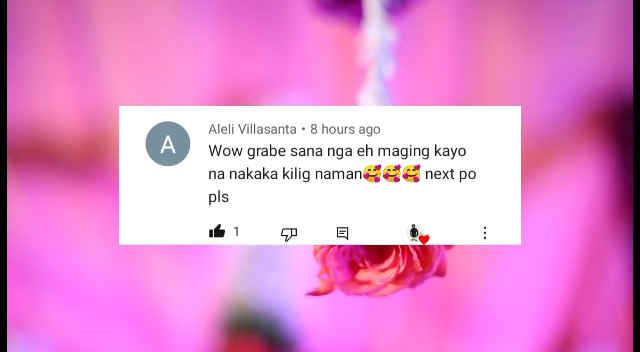 A
Aleli Villasanta • 8 hours ago
Wow grabe sana nga eh maging kayo
na nakaka kilig naman🥰🥰🥰 next po
pls
1